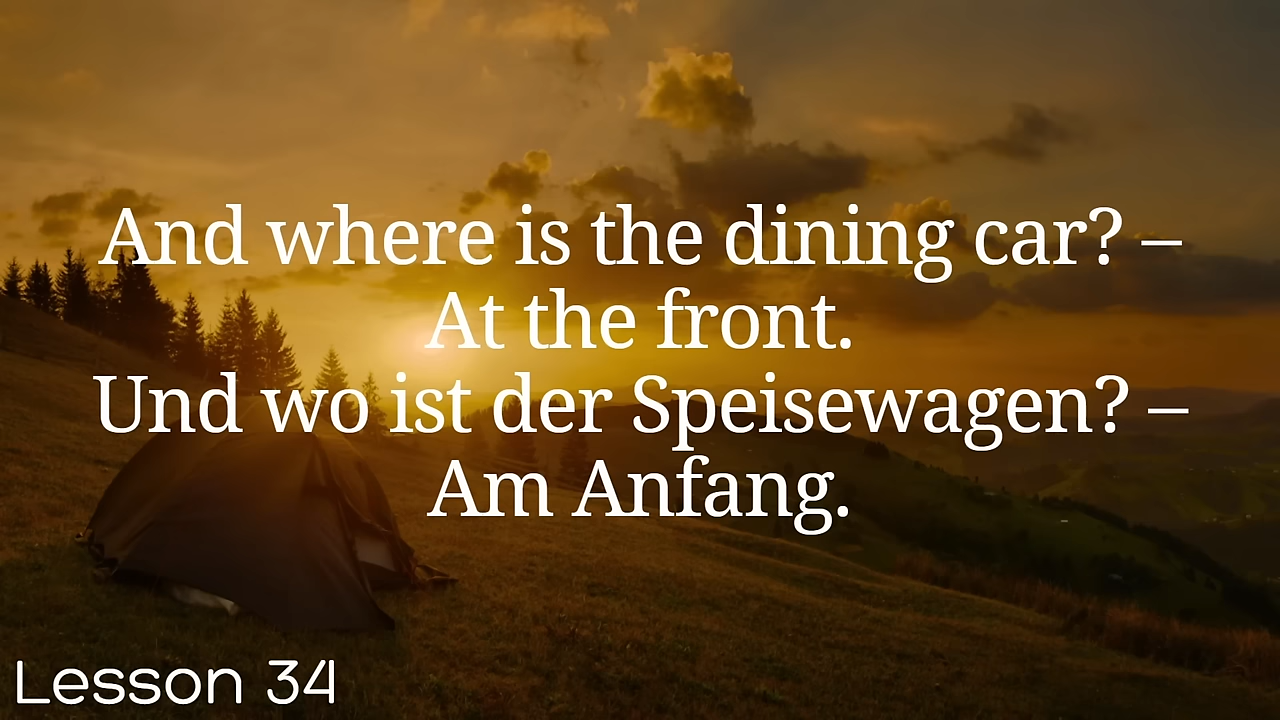 And where is the dining car? –
At the front.
Und wo ist der Speisewagen? –
Am Anfang.
Lesson 34